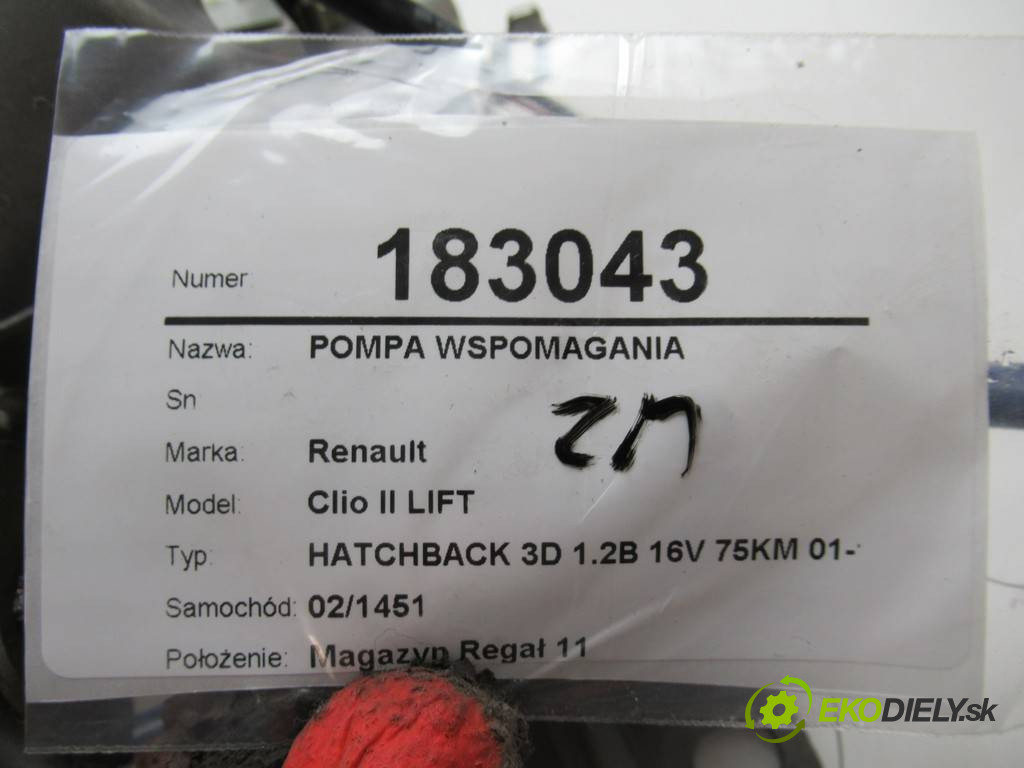 Numer: 183043
Nazwa: POMPA WSPOMAGANIA
Sn
Marka: Renault
Model: Clio II LIFT
Typ: HATCHBACK 3D 1.2B 16V 75KM 01-
Samochód: 02/1451
Położenie: Magazyn Regał 11
EKODIELY.sk